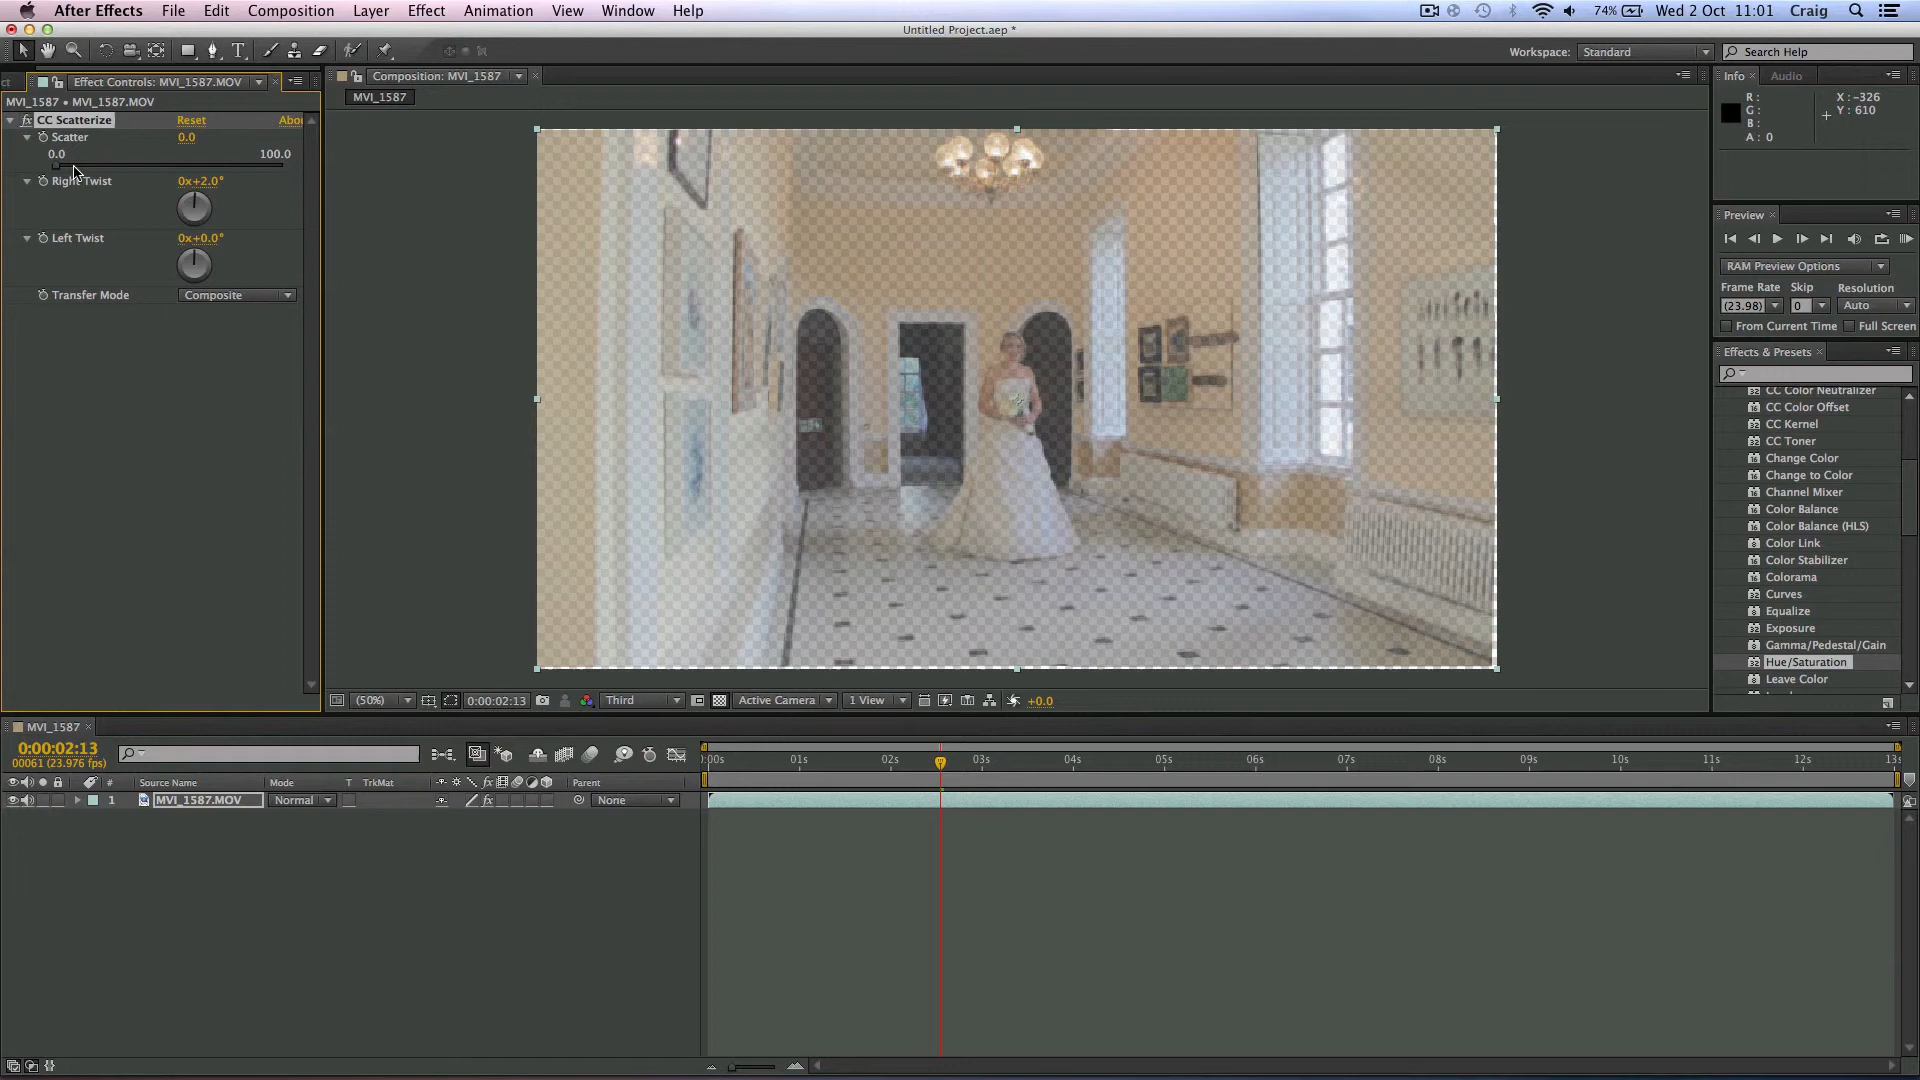 After Effects File Edit Composition Layer Effect Animation View Window Help 74% Wed 2 Oct 11:01 Craig
Untitled Project.aep *
Workspace: Standard Search Help
ct Effect Controls: MVI_1587.MOV
MVI_1587 • MVI_1587.MOV
fx CC Scatterize Reset Abou
Scatter 0.0
0.0 100.0
Right Twist 0x+2.0°
Left Twist 0x+0.0°
Transfer Mode Composite
Composition: MVI_1587
MVI_1587
(50%) 0:00:02:13 Third Active Camera 1 View +0.0
Info Audio
R : X : -326
G : Y : 610
B :
A : 0
Preview
RAM Preview Options
Frame Rate Skip Resolution
(23.98) 0 Auto
From Current Time Full Screen
Effects & Presets
CC Color Neutralizer
CC Color Offset
CC Kernel
CC Toner
Change Color
Change to Color
Channel Mixer
Color Balance
Color Balance (HLS)
Color Link
Color Stabilizer
Colorama
Curves
Equalize
Exposure
Gamma/Pedestal/Gain
Hue/Saturation
Leave Color
MVI_1587
0:00:02:13
00061 (23.976 fps)
# Source Name Mode T TrkMat fx Parent
1 MVI_1587.MOV Normal fx None
):00s 01s 02s 03s 04s 05s 06s 07s 08s 09s 10s 11s 12s 13s